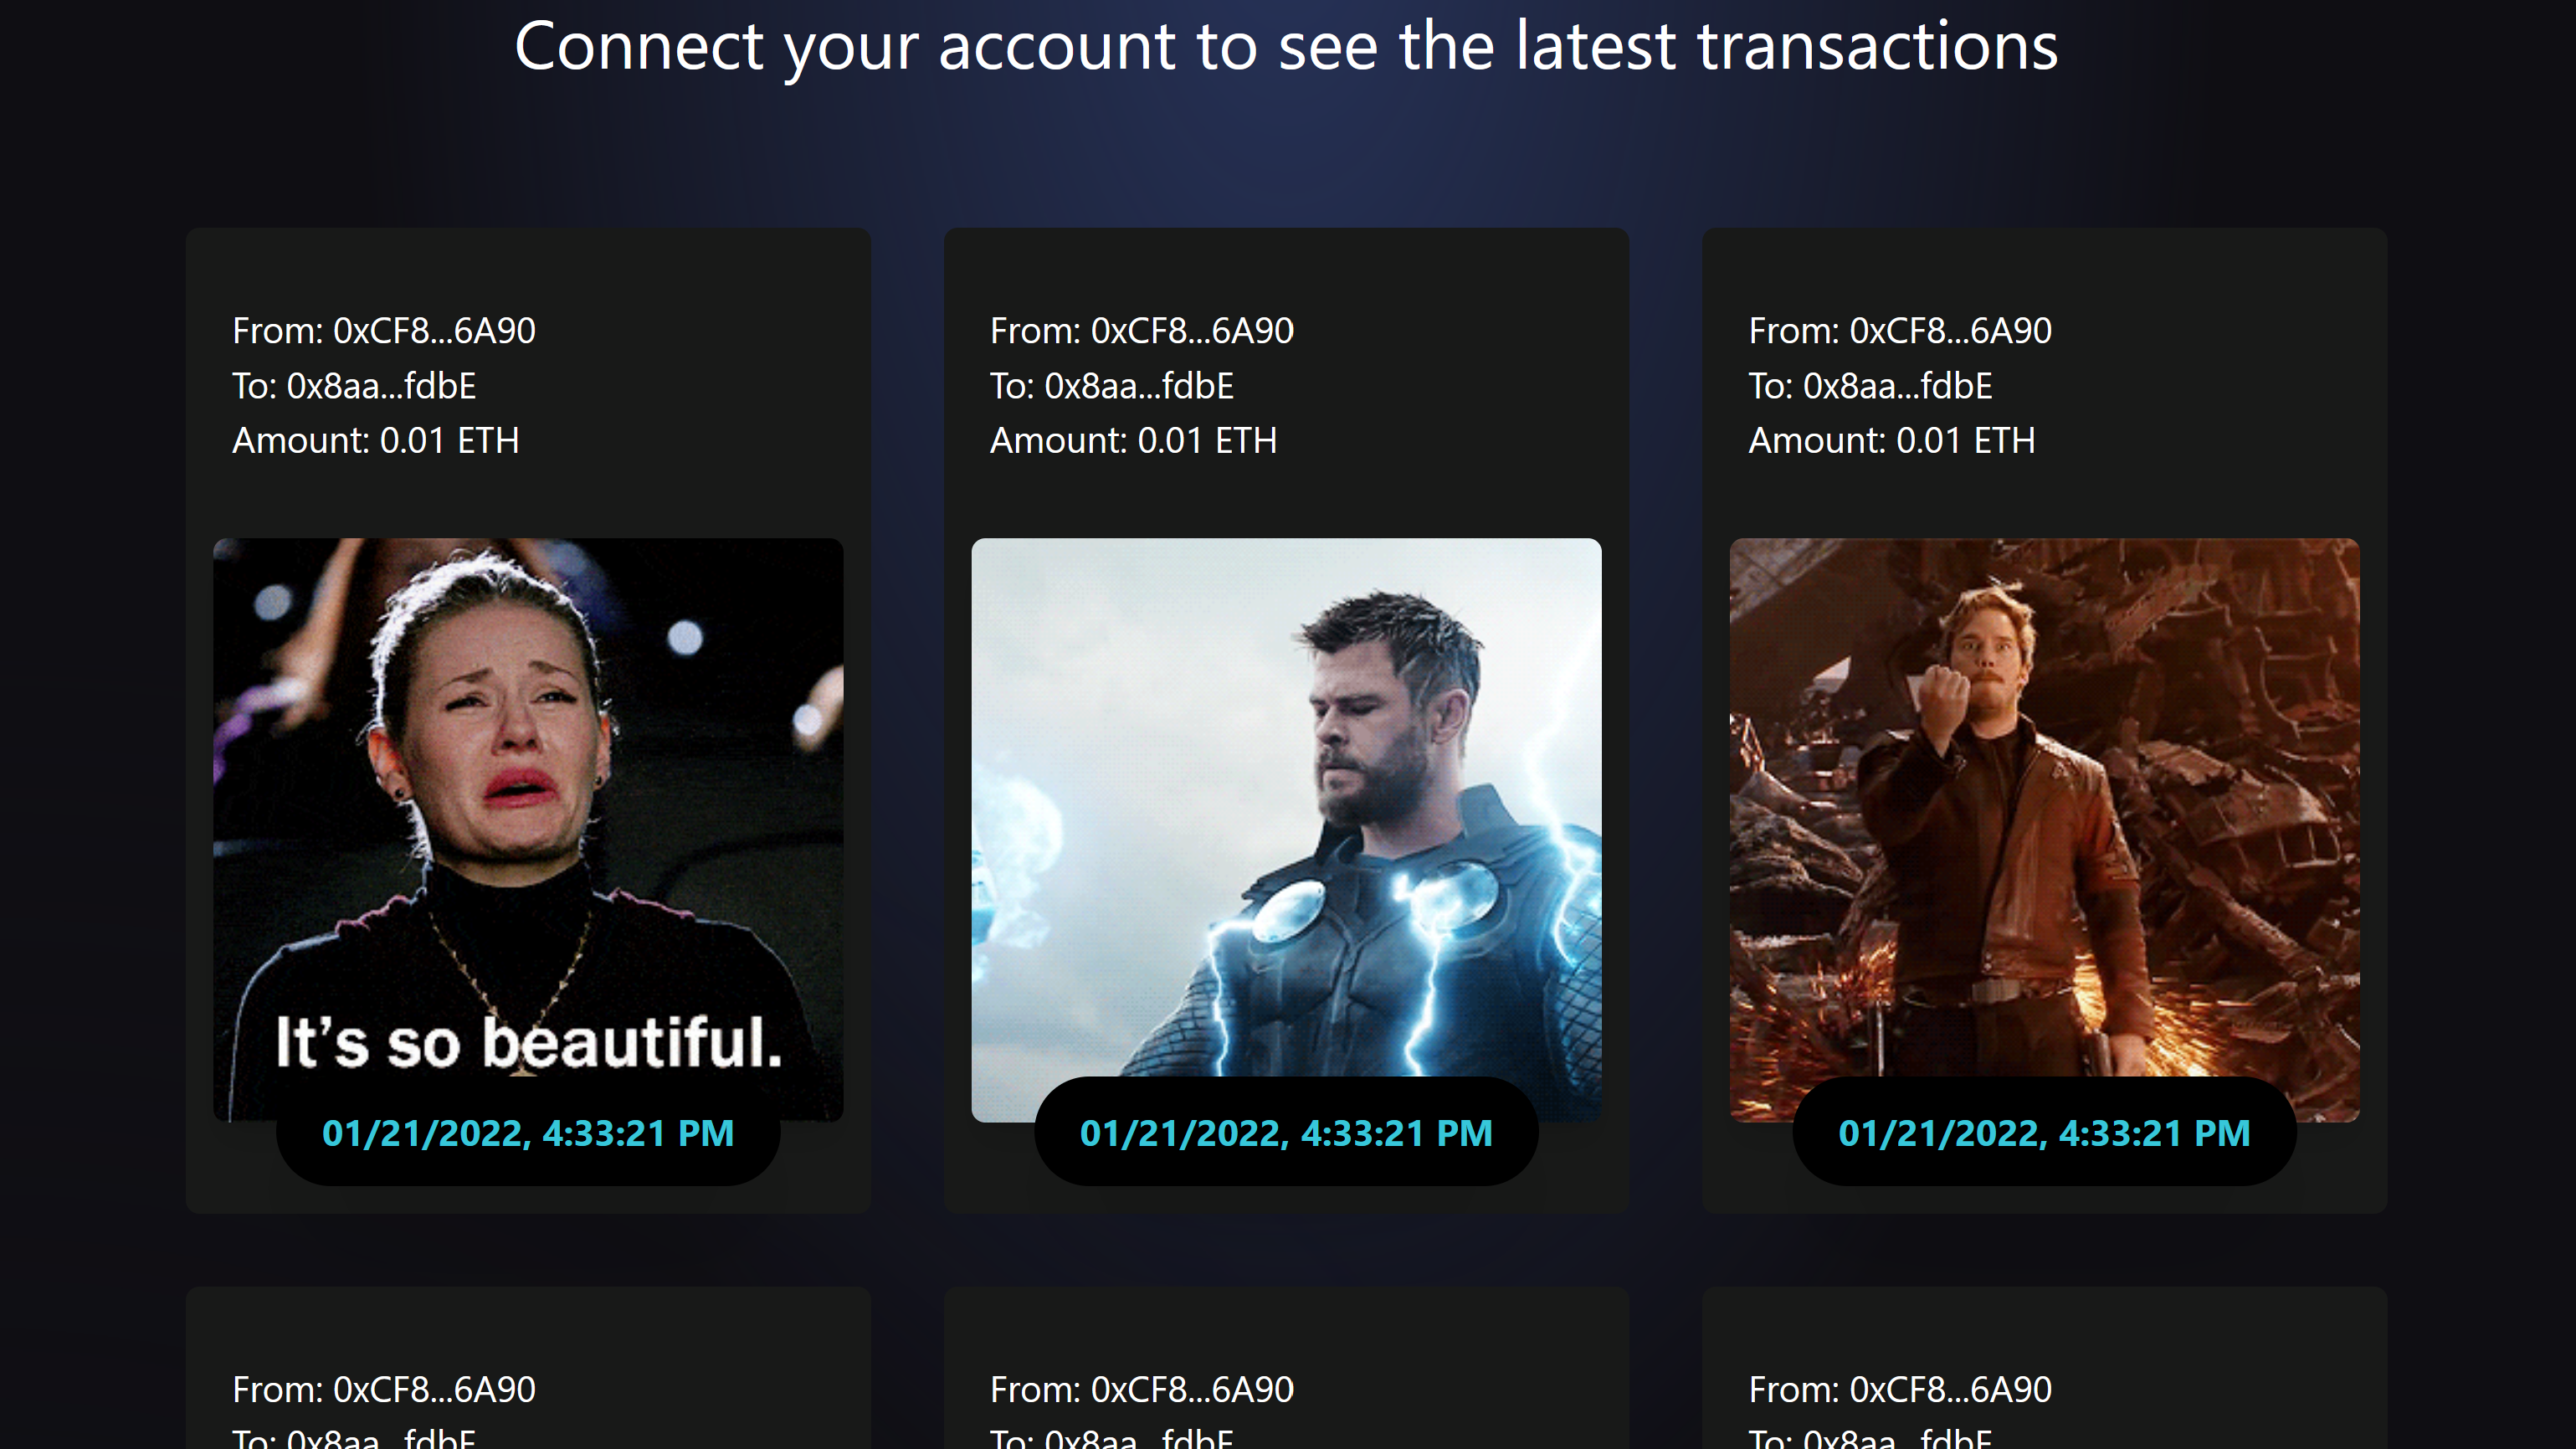 Connect your account to see the latest transactions
From: 0xCF8...6A90
To: 0x8aa...fdbE
Amount: 0.01 ETH
It's so beautiful.
01/21/2022, 4:33:21 PM
From: 0xCF8...6A90
To: 0x8aa...fdbE
Amount: 0.01 ETH
01/21/2022, 4:33:21 PM
From: 0xCF8...6A90
To: 0x8aa...fdbE
Amount: 0.01 ETH
01/21/2022, 4:33:21 PM
From: 0xCF8...6A90
To: 0x8aa...fdbE
From: 0xCF8...6A90
To: 0x8aa...fdbE
From: 0xCF8...6A90
To: 0x8aa...fdbE